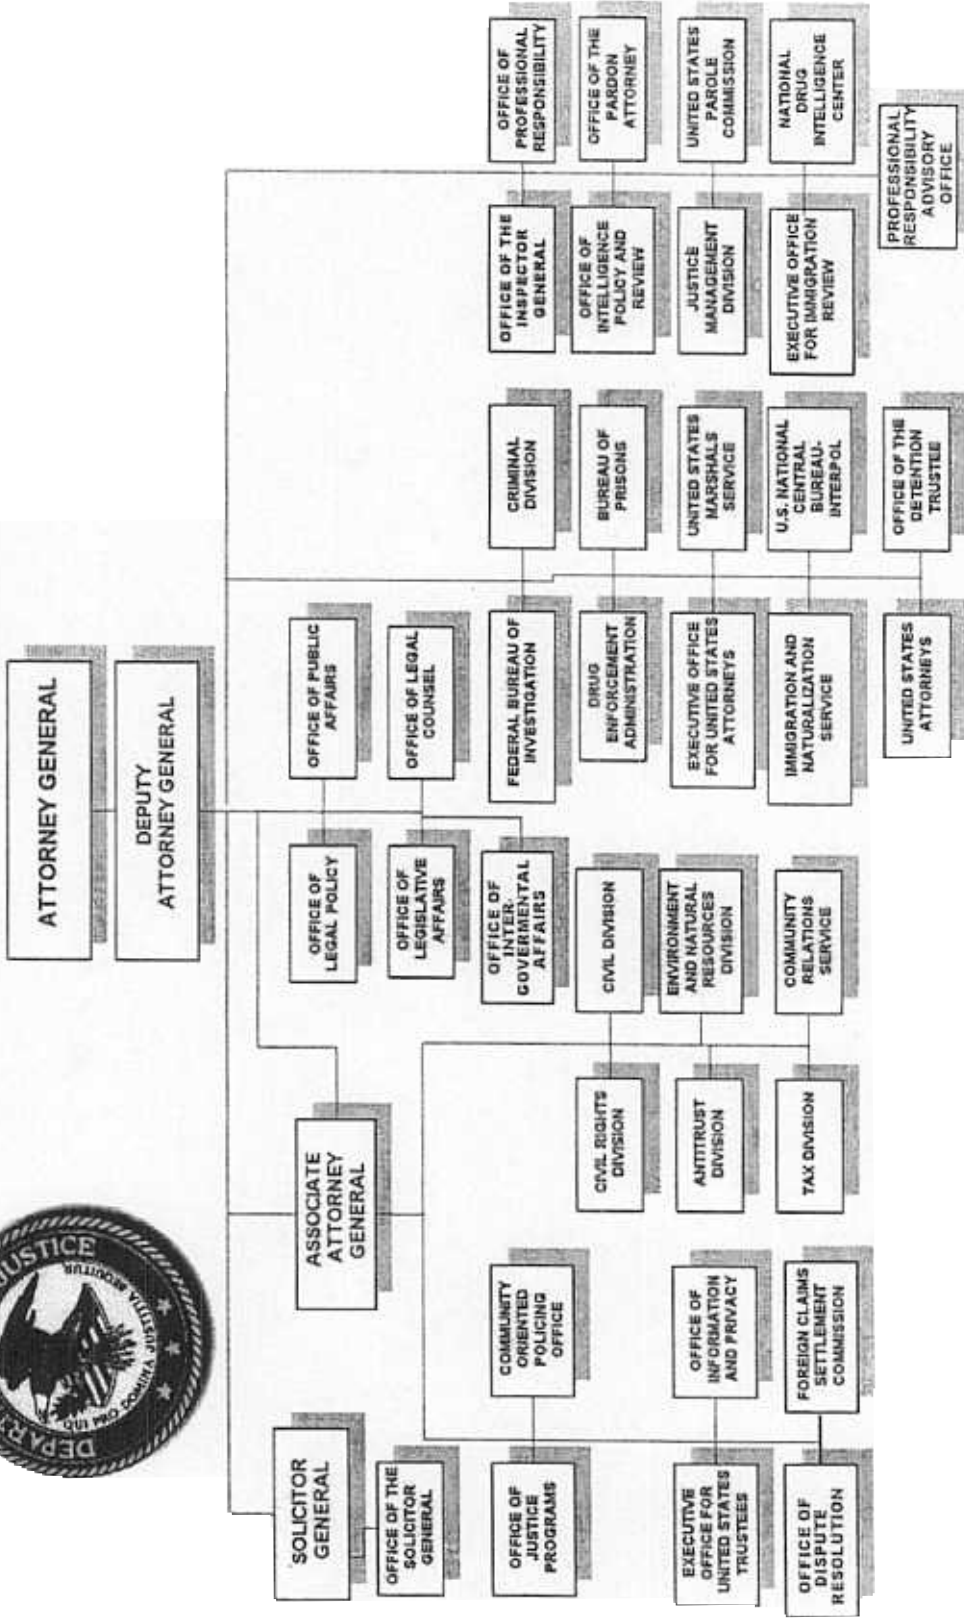 ATTORNEY GENERAL
DEPUTY
ATTORNEY GENERAL
JUSTICE
DEPAR
QUI PRO DOMINA JUSTITIA SEQUITUR
SOLICITOR
GENERAL
OFFICE OF THE
SOLICITOR
GENERAL
ASSOCIATE
ATTORNEY
GENERAL
OFFICE OF
LEGAL POLICY
OFFICE OF PUBLIC
AFFAIRS
OFFICE OF
LEGISLATIVE
AFFAIRS
OFFICE OF LEGAL
COUNSEL
OFFICE OF
INTER-
GOVERMENTAL
AFFAIRS
OFFICE OF
JUSTICE
PROGRAMS
COMMUNITY
ORIENTED
POLICING
OFFICE
EXECUTIVE
OFFICE FOR
UNITED STATES
TRUSTEES
OFFICE OF
INFORMATION
AND PRIVACY
OFFICE OF
DISPUTE
RESOLUTION
FOREIGN CLAIMS
SETTLEMENT
COMMISSION
CIVIL RIGHTS
DIVISION
CIVIL DIVISION
ANTITRUST
DIVISION
ENVIRONMENT
AND NATURAL
RESOURCES
DIVISION
TAX DIVISION
COMMUNITY
RELATIONS
SERVICE
FEDERAL BUREAU OF
INVESTIGATION
CRIMINAL
DIVISION
DRUG
ENFORCEMENT
ADMINISTRATION
BUREAU OF
PRISONS
EXECUTIVE OFFICE
FOR UNITED STATES
ATTORNEYS
UNITED STATES
MARSHALS
SERVICE
IMMIGRATION AND
NATURALIZATION
SERVICE
U.S. NATIONAL
CENTRAL
BUREAU-
INTERPOL
UNITED STATES
ATTORNEYS
OFFICE OF THE
DETENTION
TRUSTEE
OFFICE OF THE
INSPECTOR
GENERAL
OFFICE OF
PROFESSIONAL
RESPONSIBILITY
OFFICE OF
INTELLIGENCE
POLICY AND
REVIEW
OFFICE OF THE
PARDON
ATTORNEY
JUSTICE
MANAGEMENT
DIVISION
UNITED STATES
PAROLE
COMMISSION
EXECUTIVE OFFICE
FOR IMMIGRATION
REVIEW
NATIONAL
DRUG
INTELLIGENCE
CENTER
PROFESSIONAL
RESPONSIBILITY
ADVISORY
OFFICE